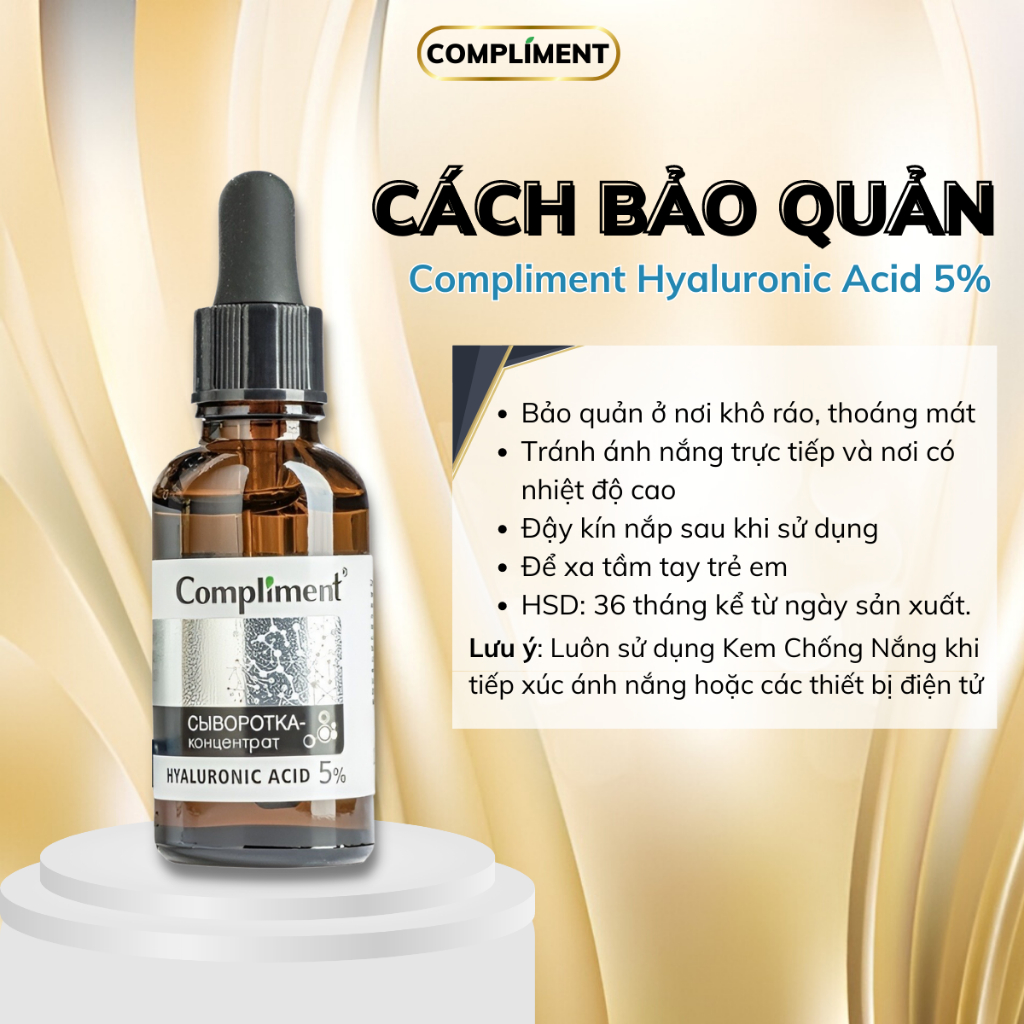 COMPLÍMENT
CÁCH BẢO QUẢN
Compliment Hyaluronic Acid 5%
• Bảo quản ở nơi khô ráo, thoáng mát
• Tránh ánh nắng trực tiếp và nơi có
nhiệt độ cao
• Đậy kín nắp sau khi sử dụng
• Để xa tầm tay trẻ em
• HSD: 36 tháng kể từ ngày sản xuất.
Lưu ý: Luôn sử dụng Kem Chống Nắng khi
tiếp xúc ánh nắng hoặc các thiết bị điện tử
Compliment
СЫВОРОТКА-
концентрат
HYALURONIC ACID 5%